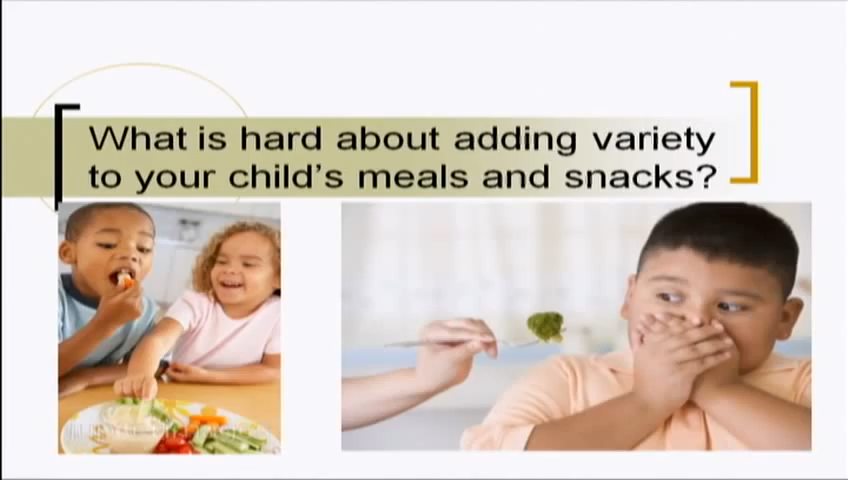 What is hard about adding variety
to your child's meals and snacks?